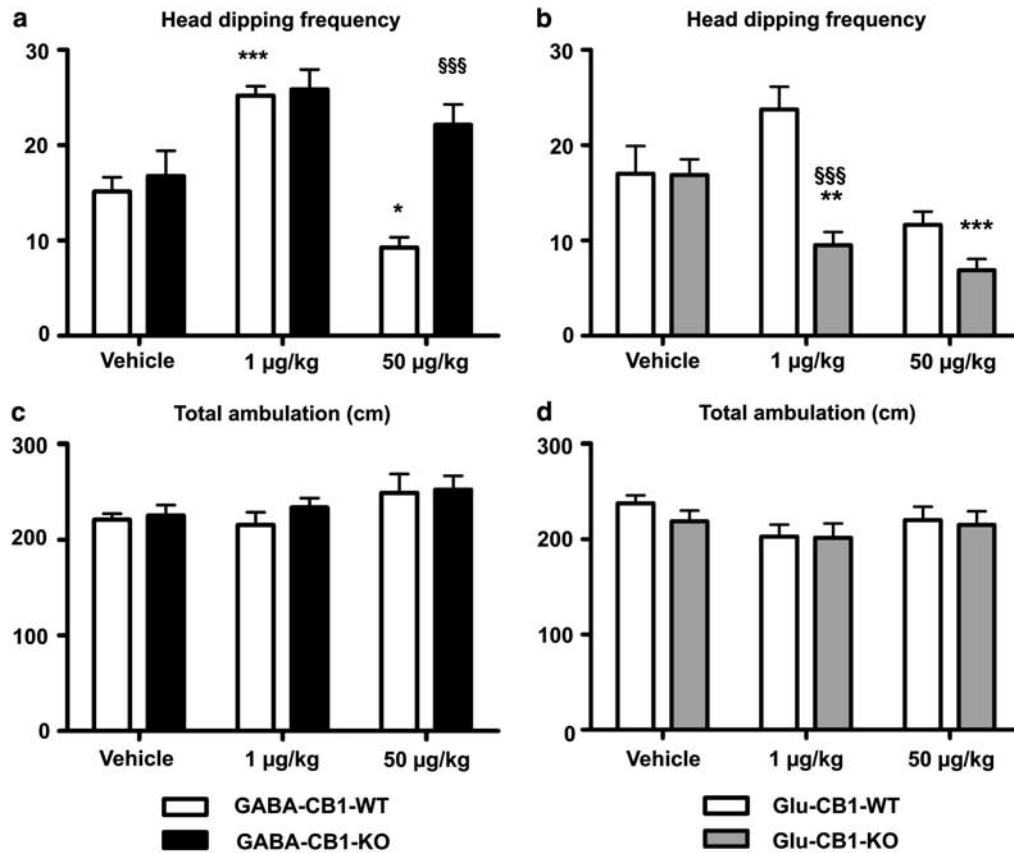 a
Head dipping frequency
30
20
10
0
***
*
§§§
Vehicle
1 µg/kg
50 µg/kg
b
Head dipping frequency
30
20
10
0
§§§
**
***
Vehicle
1 µg/kg
50 µg/kg
c
Total ambulation (cm)
300
200
100
0
Vehicle
1 µg/kg
50 µg/kg
GABA-CB1-WT
GABA-CB1-KO
d
Total ambulation (cm)
300
200
100
0
Vehicle
1 µg/kg
50 µg/kg
Glu-CB1-WT
Glu-CB1-KO